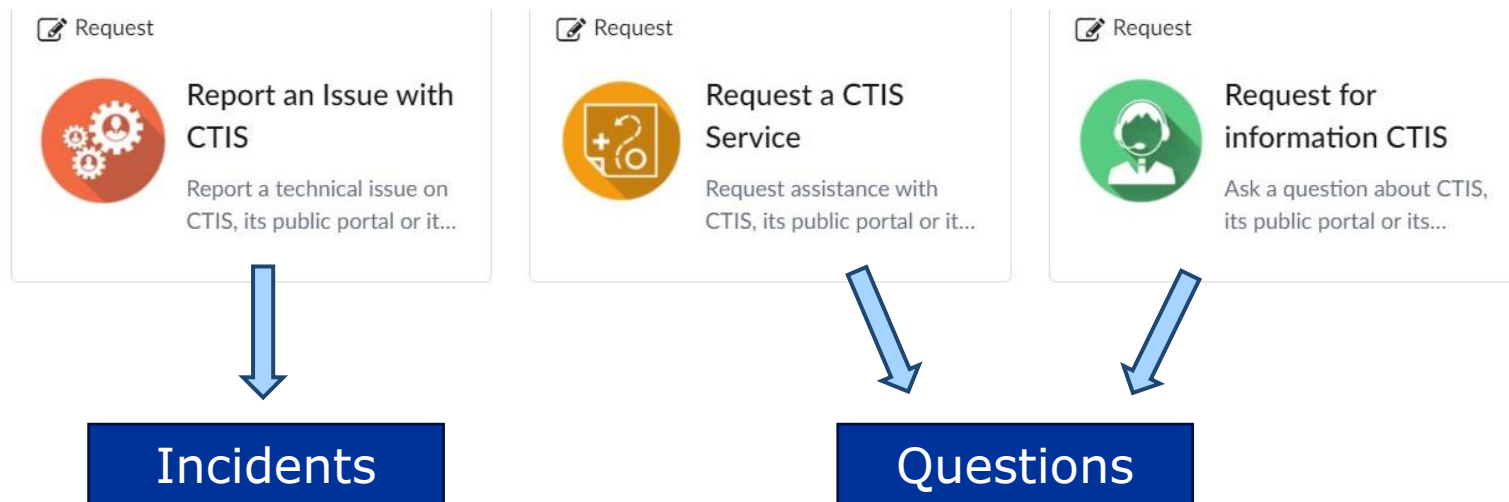 Request
Report an Issue with
CTIS
Report a technical issue on
CTIS, its public portal or it...
Request
Request a CTIS
Service
Request assistance with
CTIS, its public portal or it...
Request
Request for
information CTIS
Ask a question about CTIS,
its public portal or its...
Incidents
Questions